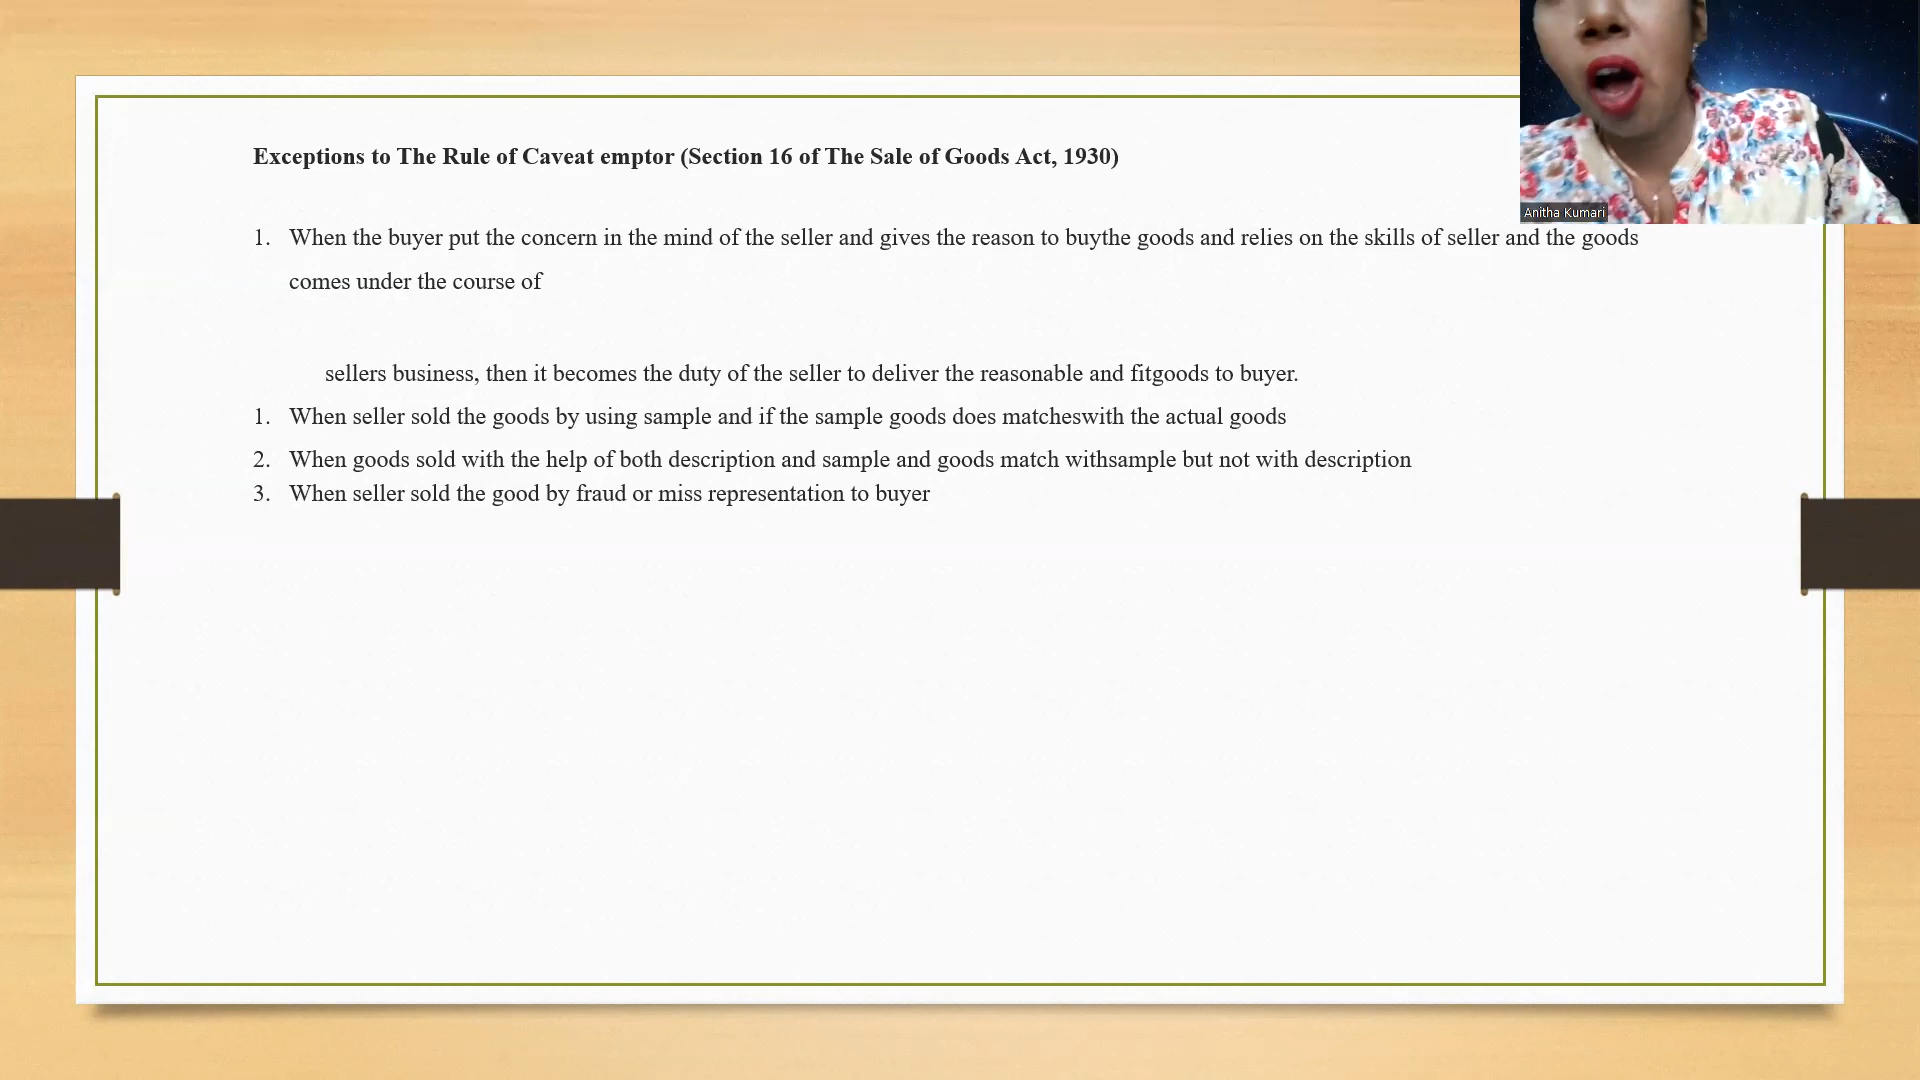 Exceptions to The Rule of Caveat emptor (Section 16 of The Sale of Goods Act, 1930)
Anitha Kumari
1. When the buyer put the concern in the mind of the seller and gives the reason to buythe goods and relies on the skills of seller and the goods
comes under the course of
sellers business, then it becomes the duty of the seller to deliver the reasonable and fitgoods to buyer.
1. When seller sold the goods by using sample and if the sample goods does matcheswith the actual goods
2. When goods sold with the help of both description and sample and goods match withsample but not with description
3. When seller sold the good by fraud or miss representation to buyer